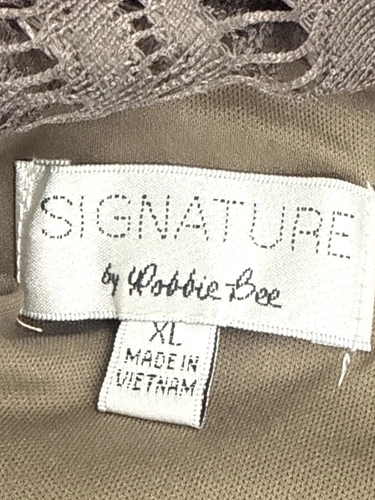 SIGNATURE
by Robbie Bee
XL
MADE IN
VIETNAM